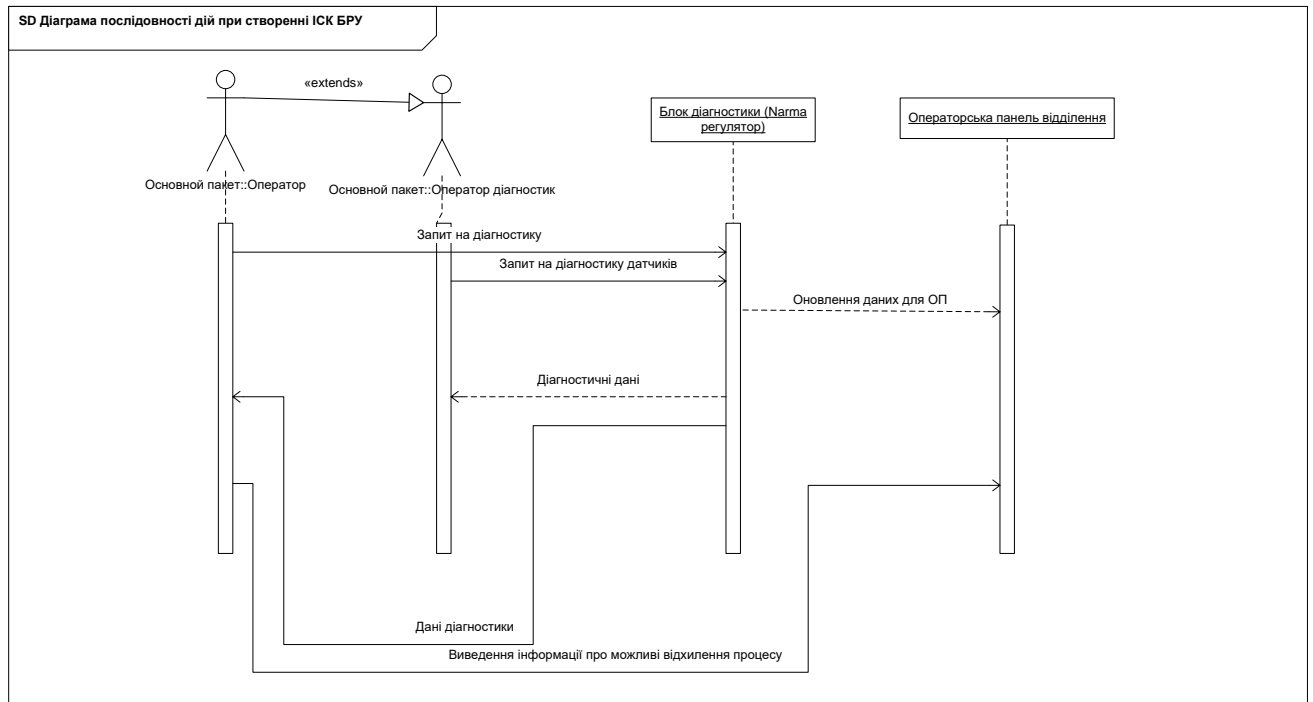 SD Діаграма послідовності дій при створенні ІСК БРУ
«extends»
Блок діагностики (Narma
регулятор)
Операторська панель відділення
Основной пакет::Оператор
Основной пакет::Оператор діагностик
Запит на діагностику
Запит на діагностику датчиків
Оновлення даних для ОП
Діагностичні дані
Дані діагностики
Виведення інформації про можливі відхилення процесу